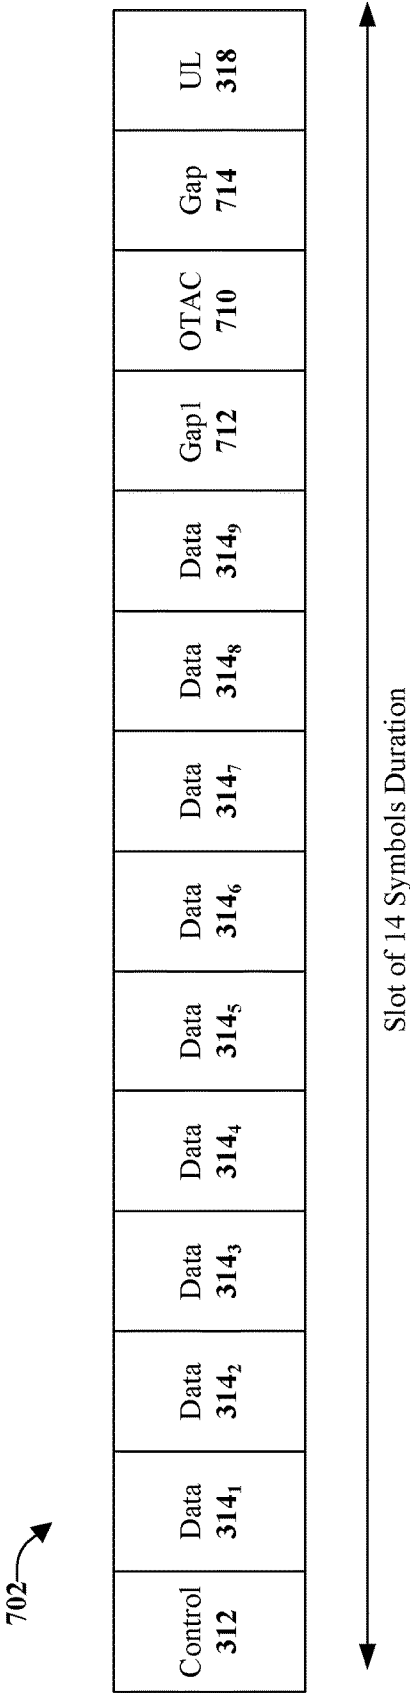 702
Control
312
Data
314₁
Data
314₂
Data
314₃
Data
314₄
Data
314₅
Data
314₆
Data
314₇
Data
314₈
Data
314₉
Gap1
712
OTAC
710
Gap
714
UL
318
Slot of 14 Symbols Duration